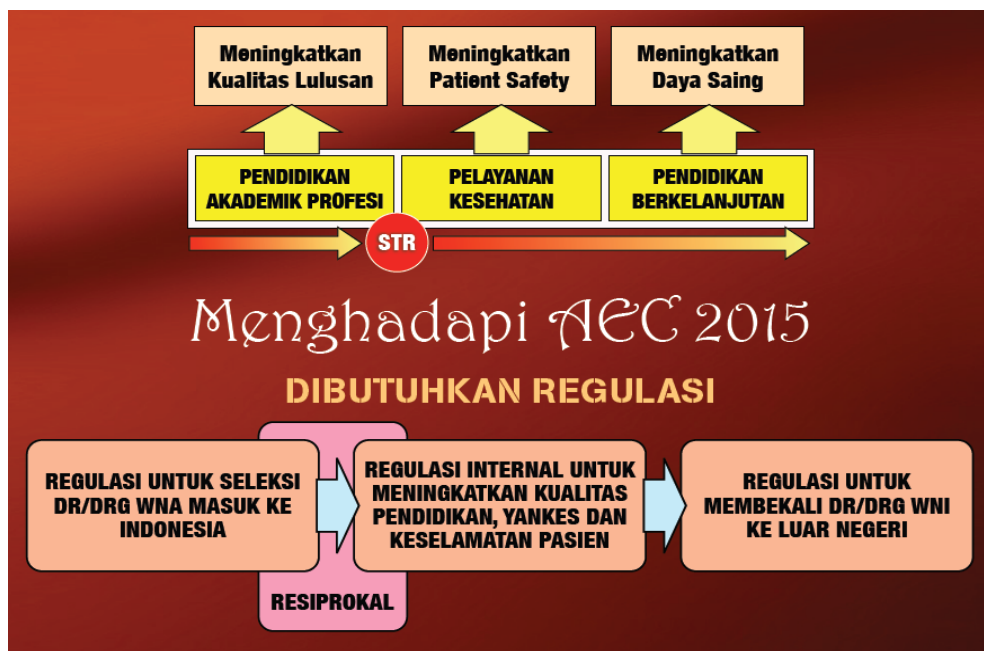 Meningkatkan
Kualitas Lulusan
Meningkatkan
Patient Safety
Meningkatkan
Daya Saing
PENDIDIKAN
AKADEMIK PROFESI
PELAYANAN
KESEHATAN
PENDIDIKAN
BERKELANJUTAN
STR
Menghadapi AEC 2015
DIBUTUHKAN REGULASI
REGULASI UNTUK SELEKSI
DR/DRG WNA MASUK KE
INDONESIA
REGULASI INTERNAL UNTUK
MENINGKATKAN KUALITAS
PENDIDIKAN, YANKES DAN
KESELAMATAN PASIEN
REGULASI UNTUK
MEMBEKALI DR/DRG WNI
KE LUAR NEGERI
RESIPROKAL